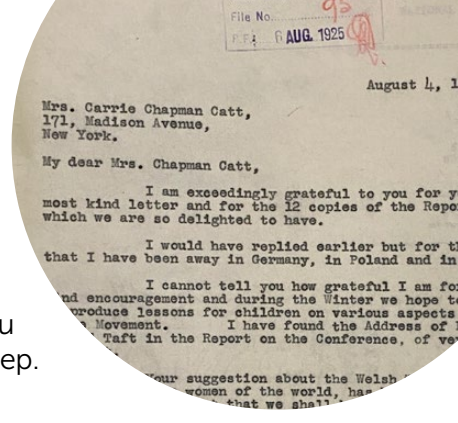 File No. 95
6 AUG. 1925
August 4, 1
Mrs. Carrie Chapman Catt,
171, Madison Avenue,
New York.
My dear Mrs. Chapman Catt,
I am exceedingly grateful to you for y
most kind letter and for the 12 copies of the Repo
which we are so delighted to have.
I would have replied earlier but for th
that I have been away in Germany, in Poland and in
I cannot tell you how grateful I am fo
nd encouragement and during the Winter we hope t
produce lessons for children on various aspects
Movement. I have found the Address of
Taft in the Report on the Conference, of ve
Your suggestion about the Welsh
women of the world, has
that we shall
u
ep.